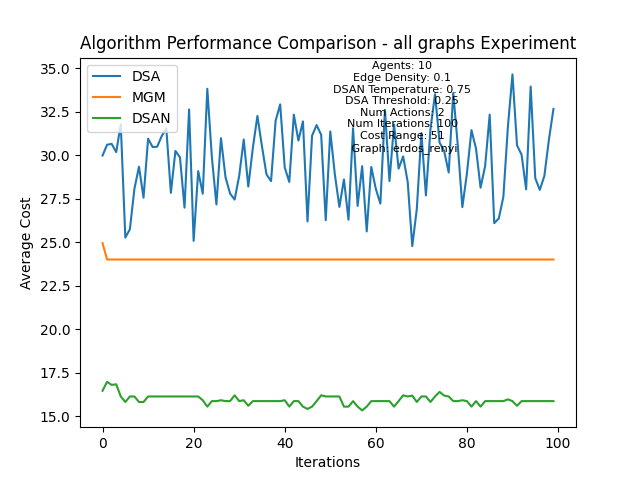 Algorithm Performance Comparison - all graphs Experiment
DSA
MGM
DSAN
Agents: 10
Edge Density: 0.1
DSAN Temperature: 0.75
DSA Threshold: 0.25
Num Actions: 2
Num Iterations: 100
Cost Range: 51
Graph: erdos_renyi
Average Cost
35.0
32.5
30.0
27.5
25.0
22.5
20.0
17.5
15.0
0
20
40
60
80
100
Iterations